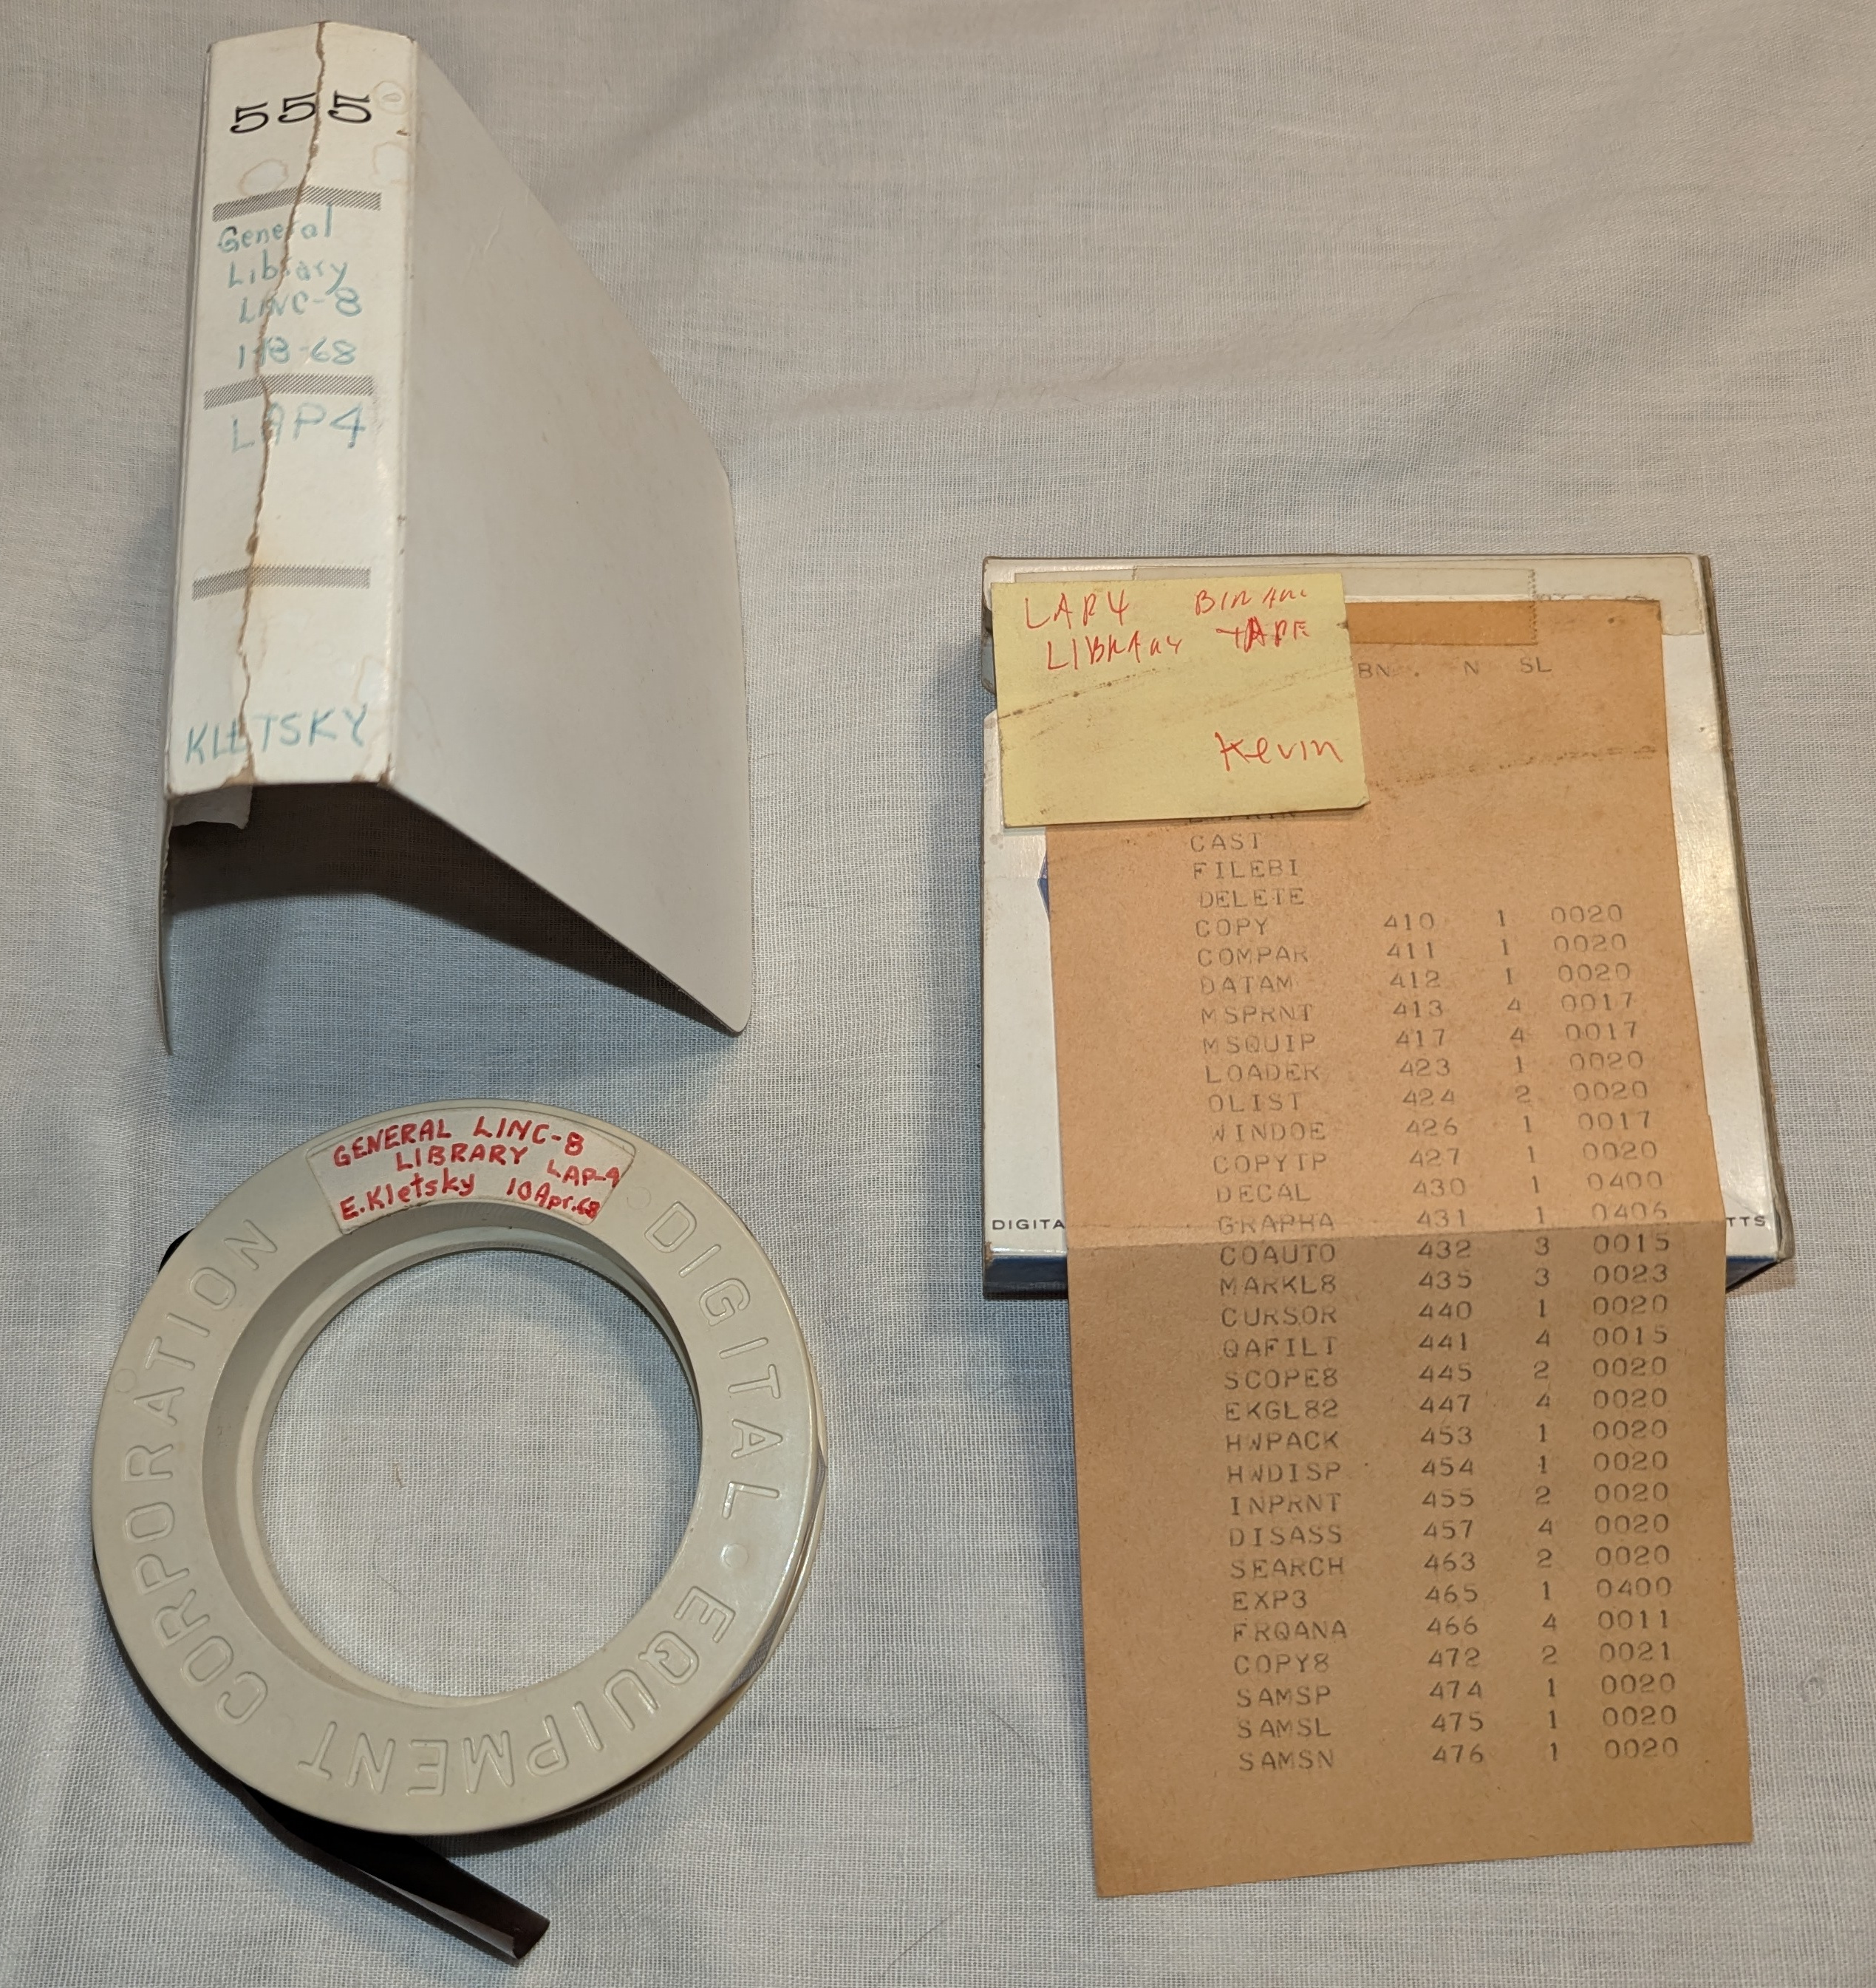 555
General
Library
LINC-8
LAP4
KLETSKY
GENERAL LINC-8
LIBRARY LAP-4
E.Kletsky 10Apr.68
DIGITAL · EQUIPMENT · CORPORATION
LAP4 BINARY
LIBRARY TAPE
Kevin
BN. N SL
CAST
FILEBI
DELETE
COPY 410 1 0020
COMPAR 411 1 0020
DATAM 412 1 0020
MSPRNT 413 4 0017
MSQUIP 417 4 0017
LOADER 423 1 0020
OLIST 424 2 0020
WINDOE 426 1 0017
COPYTP 427 1 0020
DECAL 430 1 0400
GRAPHA 431 1 0406
COAUTO 432 3 0015
MARKL8 435 3 0023
CURSOR 440 1 0020
QAFILT 441 4 0015
SCOPE8 445 2 0020
EKGL82 447 4 0020
HWPACK 453 1 0020
HWDISP 454 1 0020
INPRNT 455 2 0020
DISASS 457 4 0020
SEARCH 463 2 0020
EXP3 465 1 0400
FRQANA 466 4 0011
COPY8 472 2 0021
SAMSP 474 1 0020
SAMSL 475 1 0020
SAMSN 476 1 0020
DIGITA
TTS